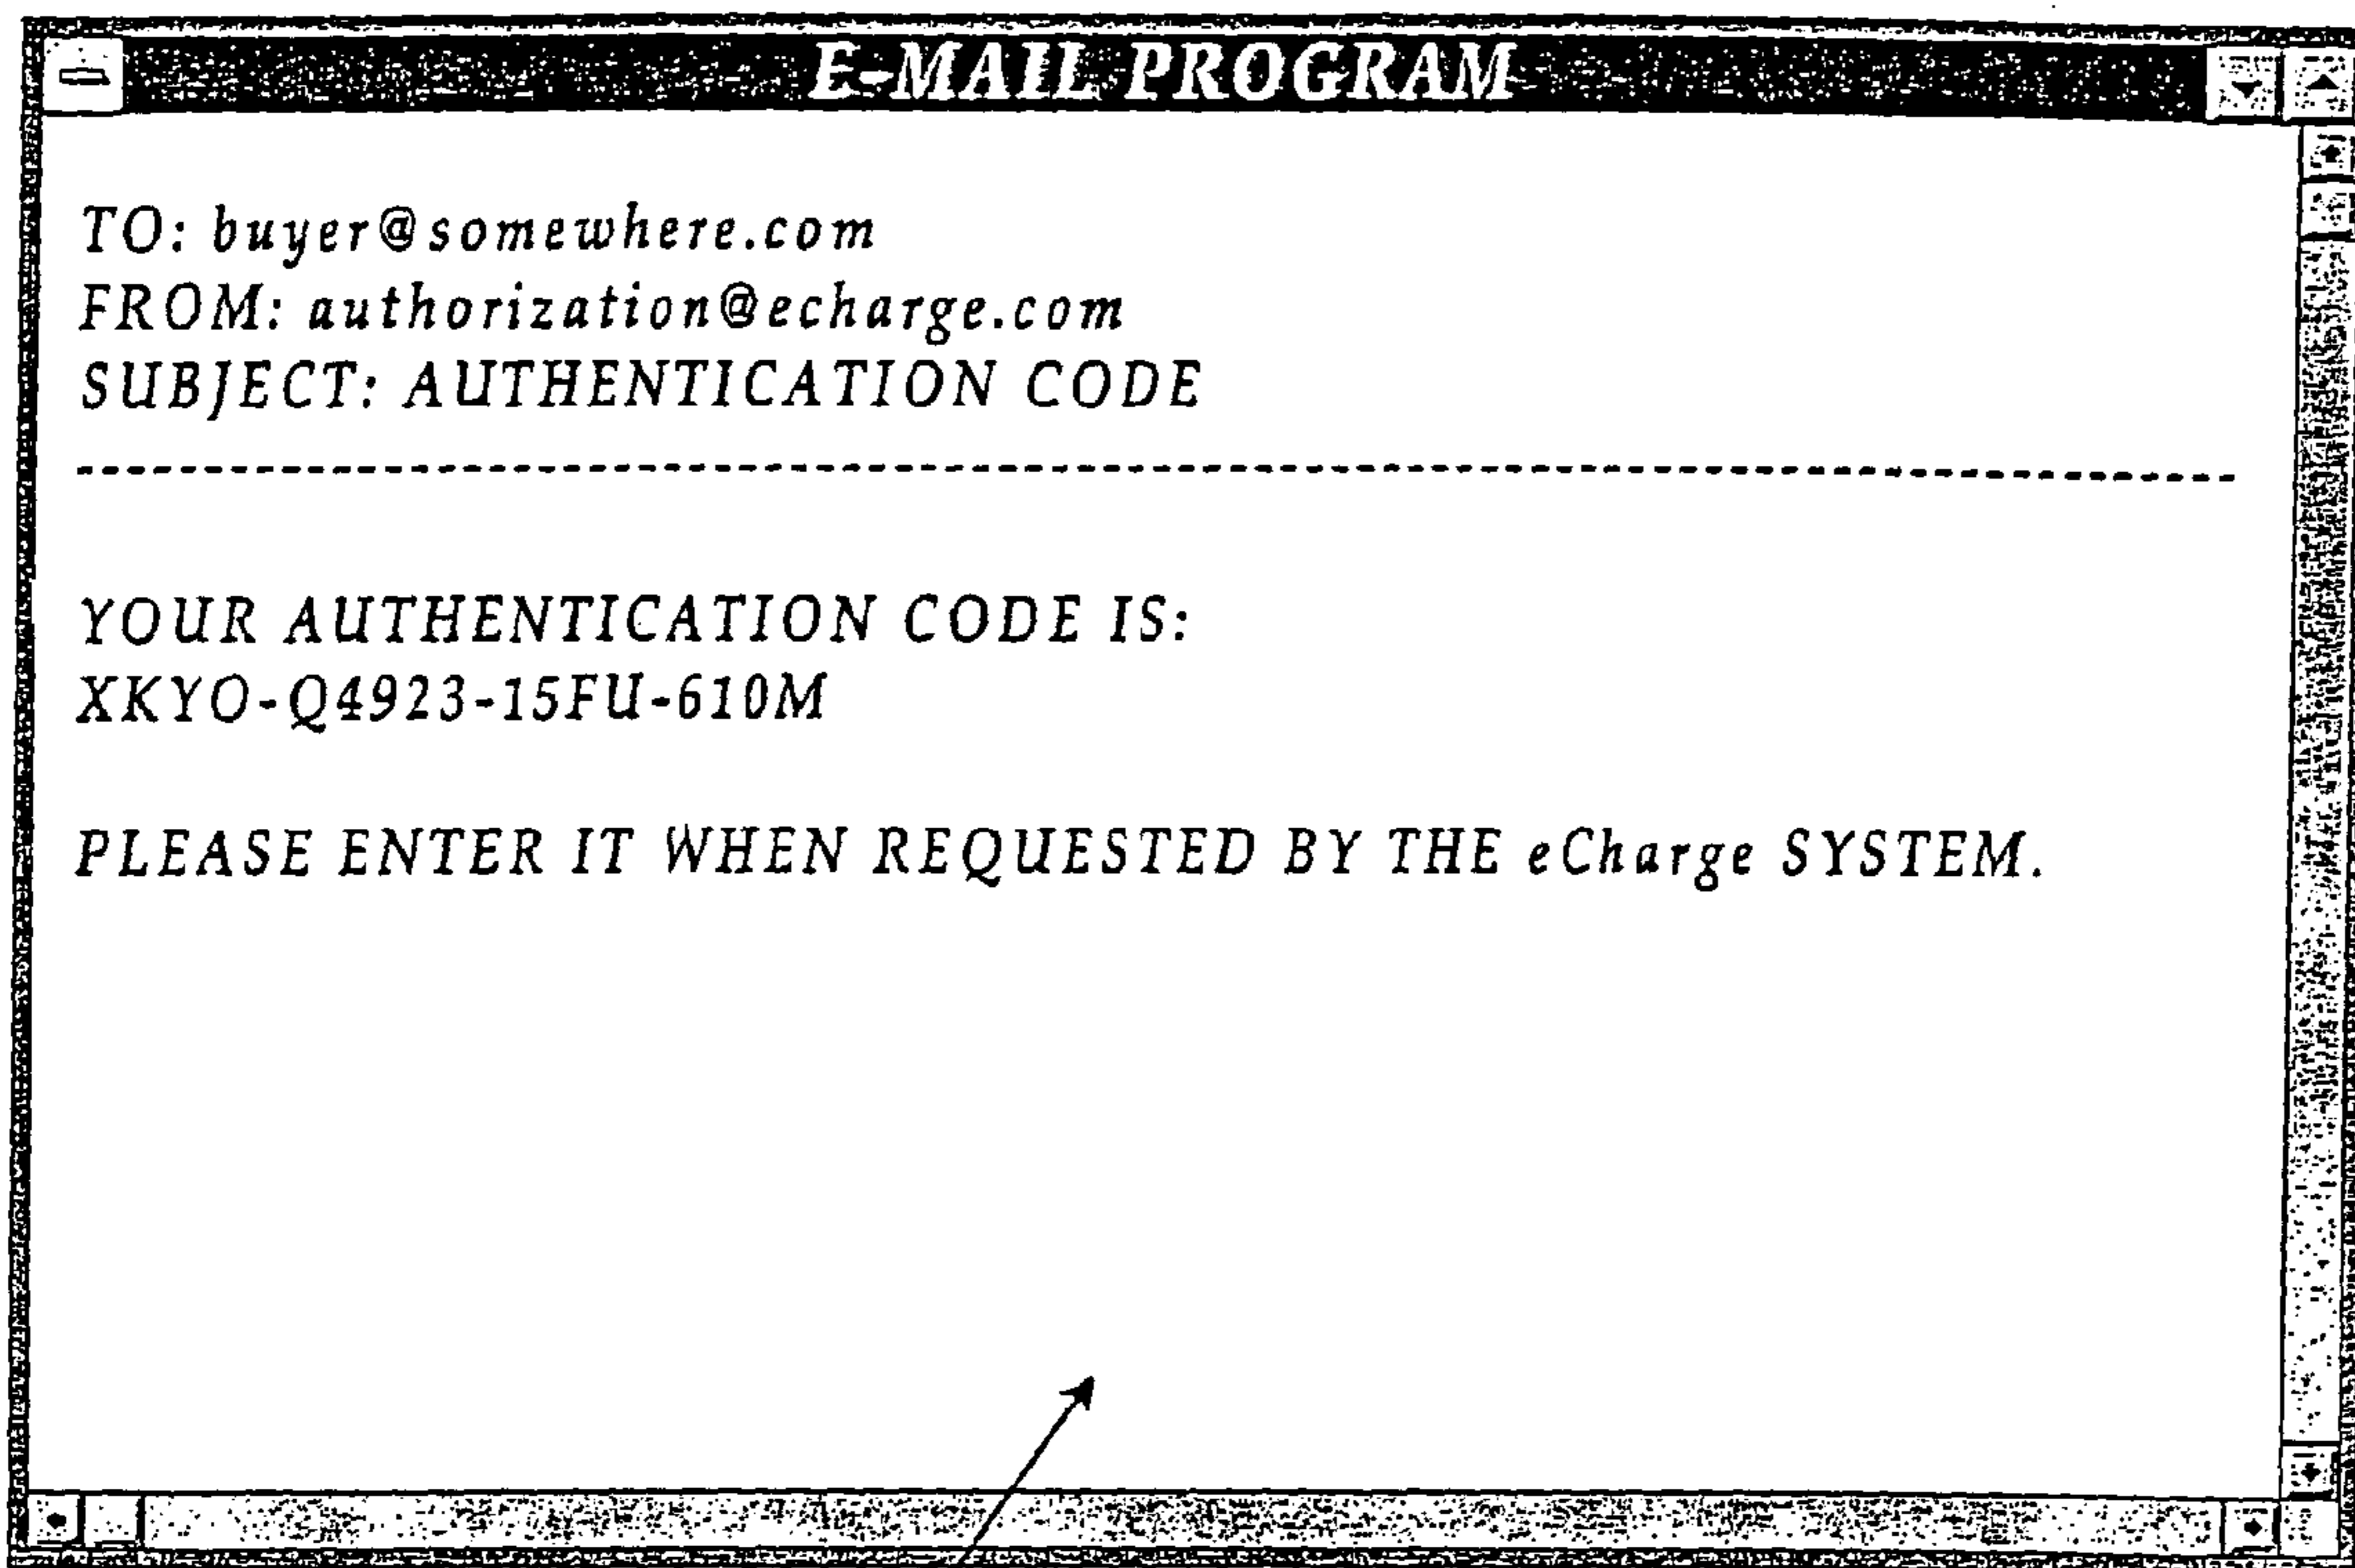 E-MAIL PROGRAM
TO: buyer@somewhere.com
FROM: authorization@echarge.com
SUBJECT: AUTHENTICATION CODE
YOUR AUTHENTICATION CODE IS:
XKYO-Q4923-15FU-610M
PLEASE ENTER IT WHEN REQUESTED BY THE eCharge SYSTEM.